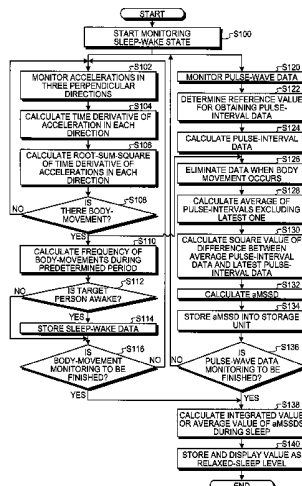 START
START MONITORING
SLEEP-WAKE STATE
S100
S102
MONITOR ACCELERATIONS IN
THREE PERPENDICULAR
DIRECTIONS
S104
CALCULATE TIME DERIVATIVE OF
ACCELERATION IN EACH
DIRECTION
S106
CALCULATE ROOT-SUM-SQUARE
OF TIME DERIVATIVE OF
ACCELERATIONS IN EACH
DIRECTION
S108
IS
THERE BODY-
MOVEMENT?
NO
YES
S110
CALCULATE FREQUENCY OF
BODY-MOVEMENTS DURING
PREDETERMINED PERIOD
S112
IS TARGET
PERSON AWAKE?
NO
YES
S114
STORE SLEEP-WAKE DATA
S116
IS
BODY-MOVEMENT
MONITORING TO BE
FINISHED?
NO
YES
S120
MONITOR PULSE-WAVE DATA
S122
DETERMINE REFERENCE VALUE
FOR OBTAINING PULSE-
INTERVAL DATA
S124
CALCULATE PULSE-INTERVAL
DATA
S126
ELIMINATE DATA WHEN BODY
MOVEMENT OCCURS
S128
CALCULATE AVERAGE OF
PULSE-INTERVALS EXCLUDING
LATEST ONE
S130
CALCULATE SQUARE VALUE OF
DIFFERENCE BETWEEN
AVERAGE PULSE-INTERVAL
DATA AND LATEST PULSE-
INTERVAL DATA
S132
CALCULATE aMSSD
S134
STORE aMSSD INTO STORAGE
UNIT
S136
IS
PULSE-WAVE DATA
MONITORING TO BE
FINISHED?
NO
YES
S138
CALCULATE INTEGRATED VALUE
OR AVERAGE VALUE OF aMSSDS
DURING SLEEP
S140
STORE AND DISPLAY VALUE AS
RELAXED-SLEEP LEVEL
END